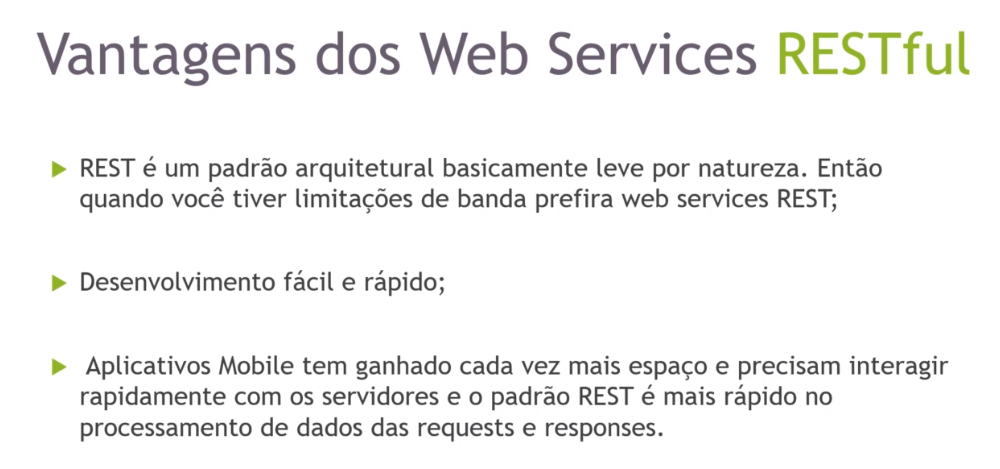 Vantagens dos Web Services RESTful
REST é um padrão arquitetural basicamente leve por natureza. Então
quando você tiver limitações de banda prefira web services REST;
Desenvolvimento fácil e rápido;
Aplicativos Mobile tem ganhado cada vez mais espaço e precisam interagir
rapidamente com os servidores e o padrão REST é mais rápido no
processamento de dados das requests e responses.